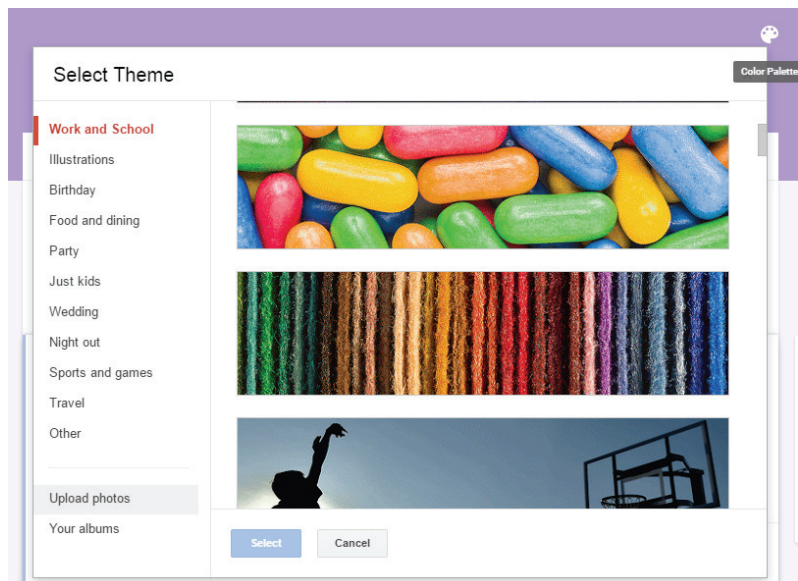 Select Theme
Color Palette
Work and School
Illustrations
Birthday
Food and dining
Party
Just kids
Wedding
Night out
Sports and games
Travel
Other
Upload photos
Your albums
Select
Cancel